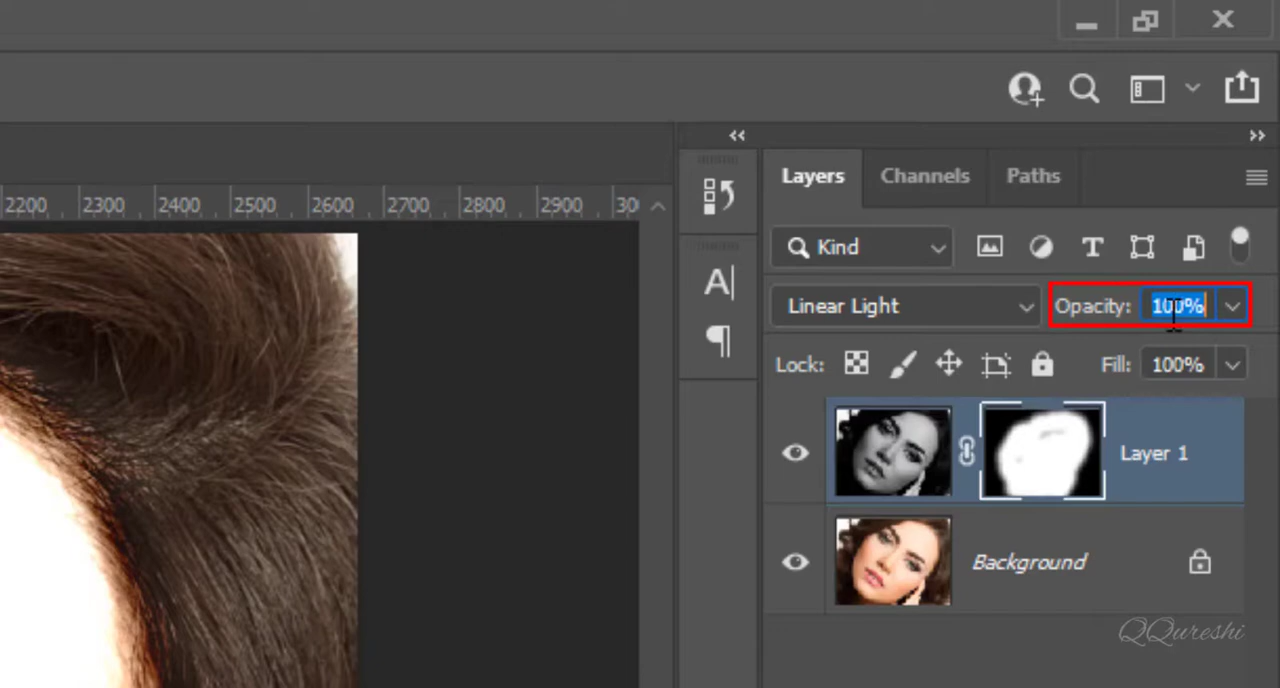 2200 2300 2400 2500 2600 2700 2800 2900 30
Layers Channels Paths
Kind
Linear Light Opacity: 100%
Lock: Fill: 100%
Layer 1
Background
QQureshi